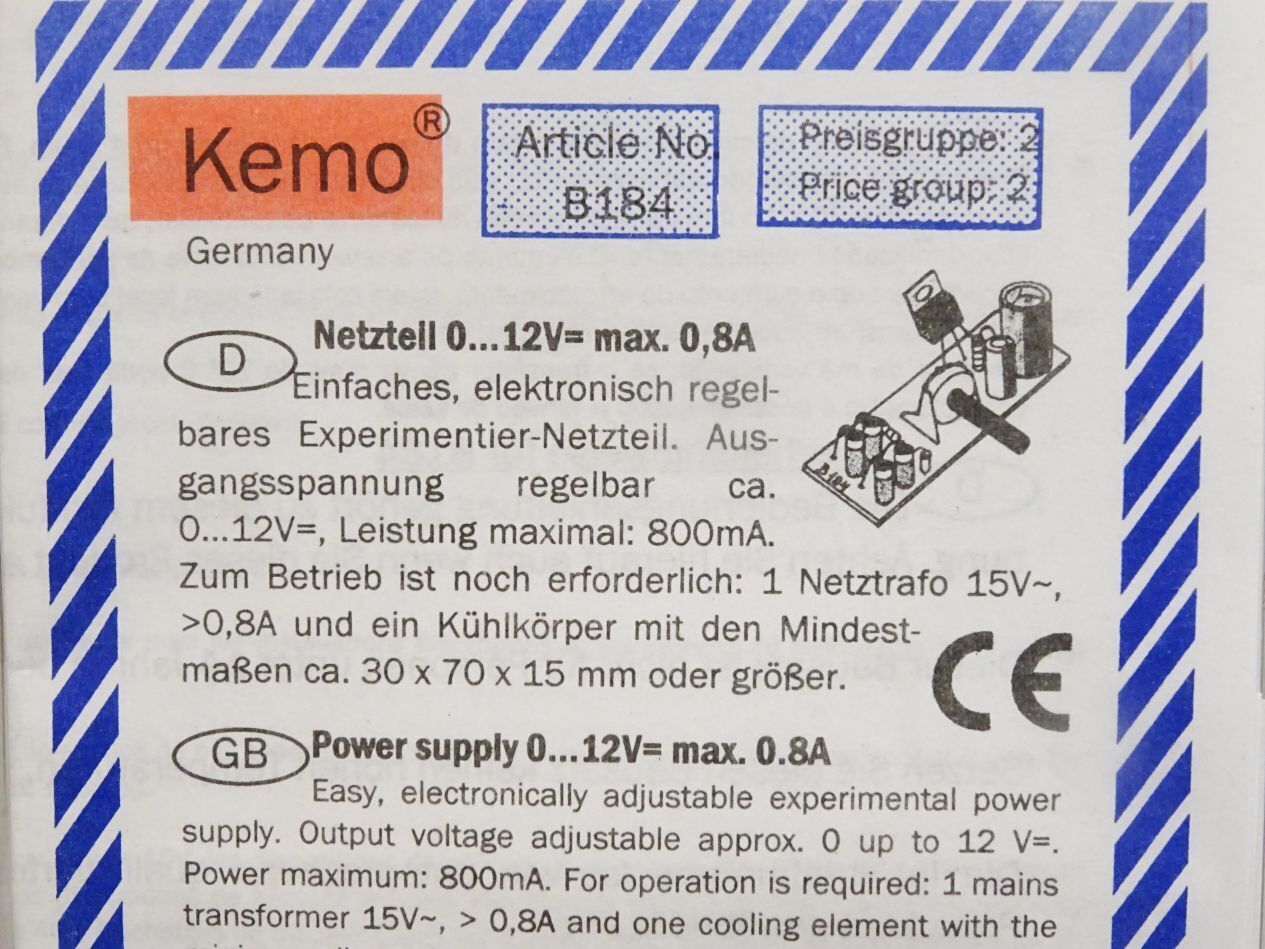 Kemo®
Article No.
B184
Preisgruppe: 2
Price group: 2
Germany
D
Netzteil 0...12V= max. 0,8A
Einfaches, elektronisch regel-
bares Experimentier-Netzteil. Aus-
gangsspannung regelbar ca.
0...12V=, Leistung maximal: 800mA.
Zum Betrieb ist noch erforderlich: 1 Netztrafo 15V~,
>0,8A und ein Kühlkörper mit den Mindest-
maßen ca. 30 x 70 x 15 mm oder größer.
B184
CE
GB
Power supply 0...12V= max. 0.8A
Easy, electronically adjustable experimental power
supply. Output voltage adjustable approx. 0 up to 12 V=.
Power maximum: 800mA. For operation is required: 1 mains
transformer 15V~, > 0,8A and one cooling element with the